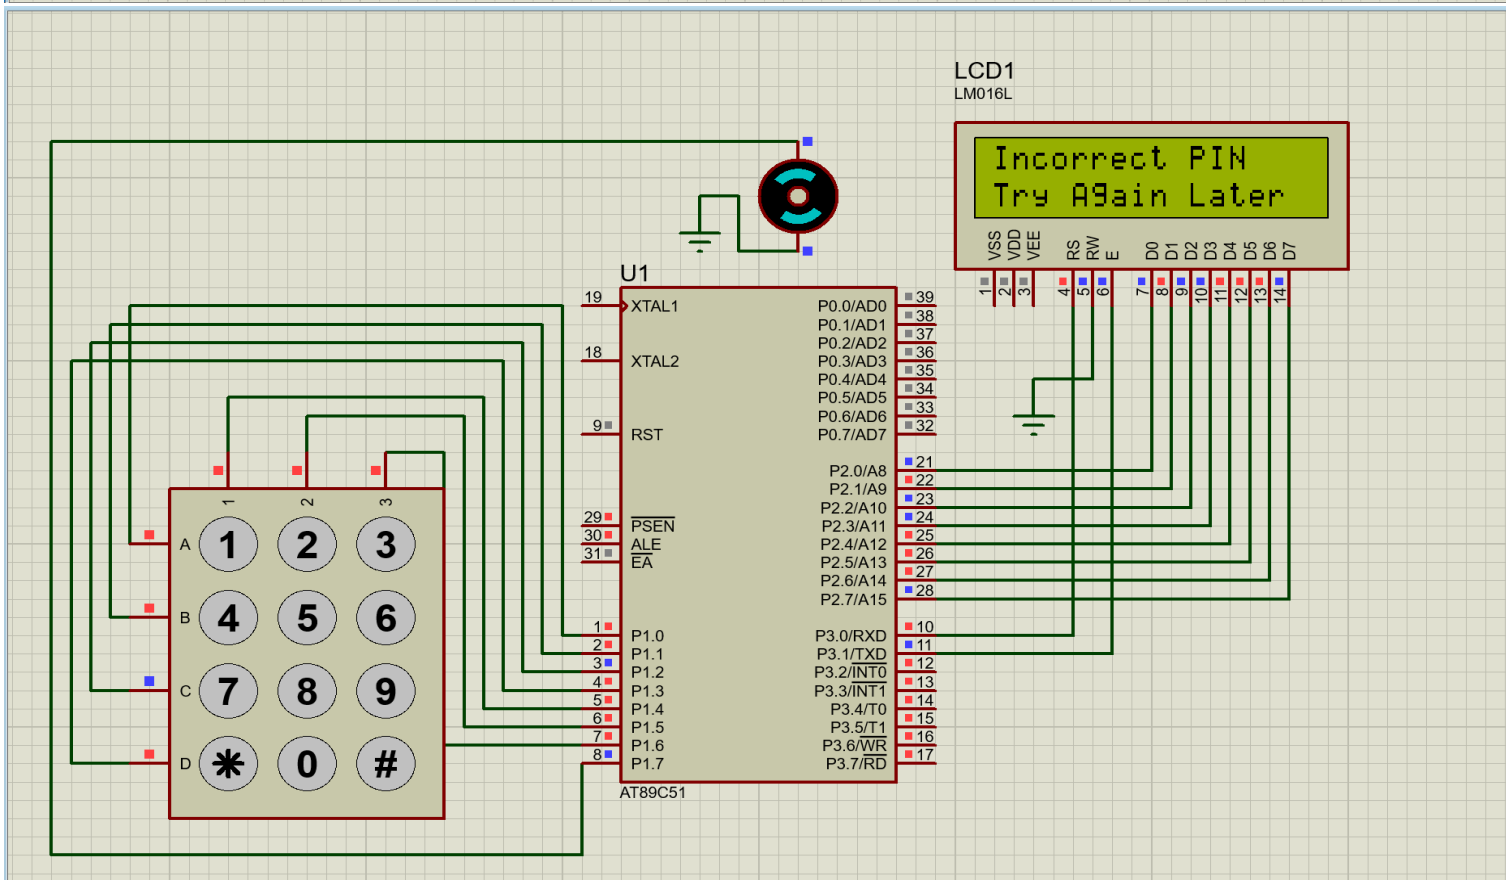 LCD1
LM016L
Incorrect PIN
Try Again Later
VSS VDD VEE RS RW E D0 D1 D2 D3 D4 D5 D6 D7
1 2 3 4 5 6 7 8 9 10 11 12 13 14
U1
19 XTAL1 P0.0/AD0 39
P0.1/AD1 38
P0.2/AD2 37
18 XTAL2 P0.3/AD3 36
P0.4/AD4 35
P0.5/AD5 34
P0.6/AD6 33
9 RST P0.7/AD7 32
P2.0/A8 21
P2.1/A9 22
P2.2/A10 23
29 PSEN P2.3/A11 24
30 ALE P2.4/A12 25
31 EA P2.5/A13 26
P2.6/A14 27
P2.7/A15 28
1 P1.0 P3.0/RXD 10
2 P1.1 P3.1/TXD 11
3 P1.2 P3.2/INT0 12
4 P1.3 P3.3/INT1 13
5 P1.4 P3.4/T0 14
6 P1.5 P3.5/T1 15
7 P1.6 P3.6/WR 16
8 P1.7 P3.7/RD 17
AT89C51
1 2 3
A 1 2 3
B 4 5 6
C 7 8 9
D * 0 #